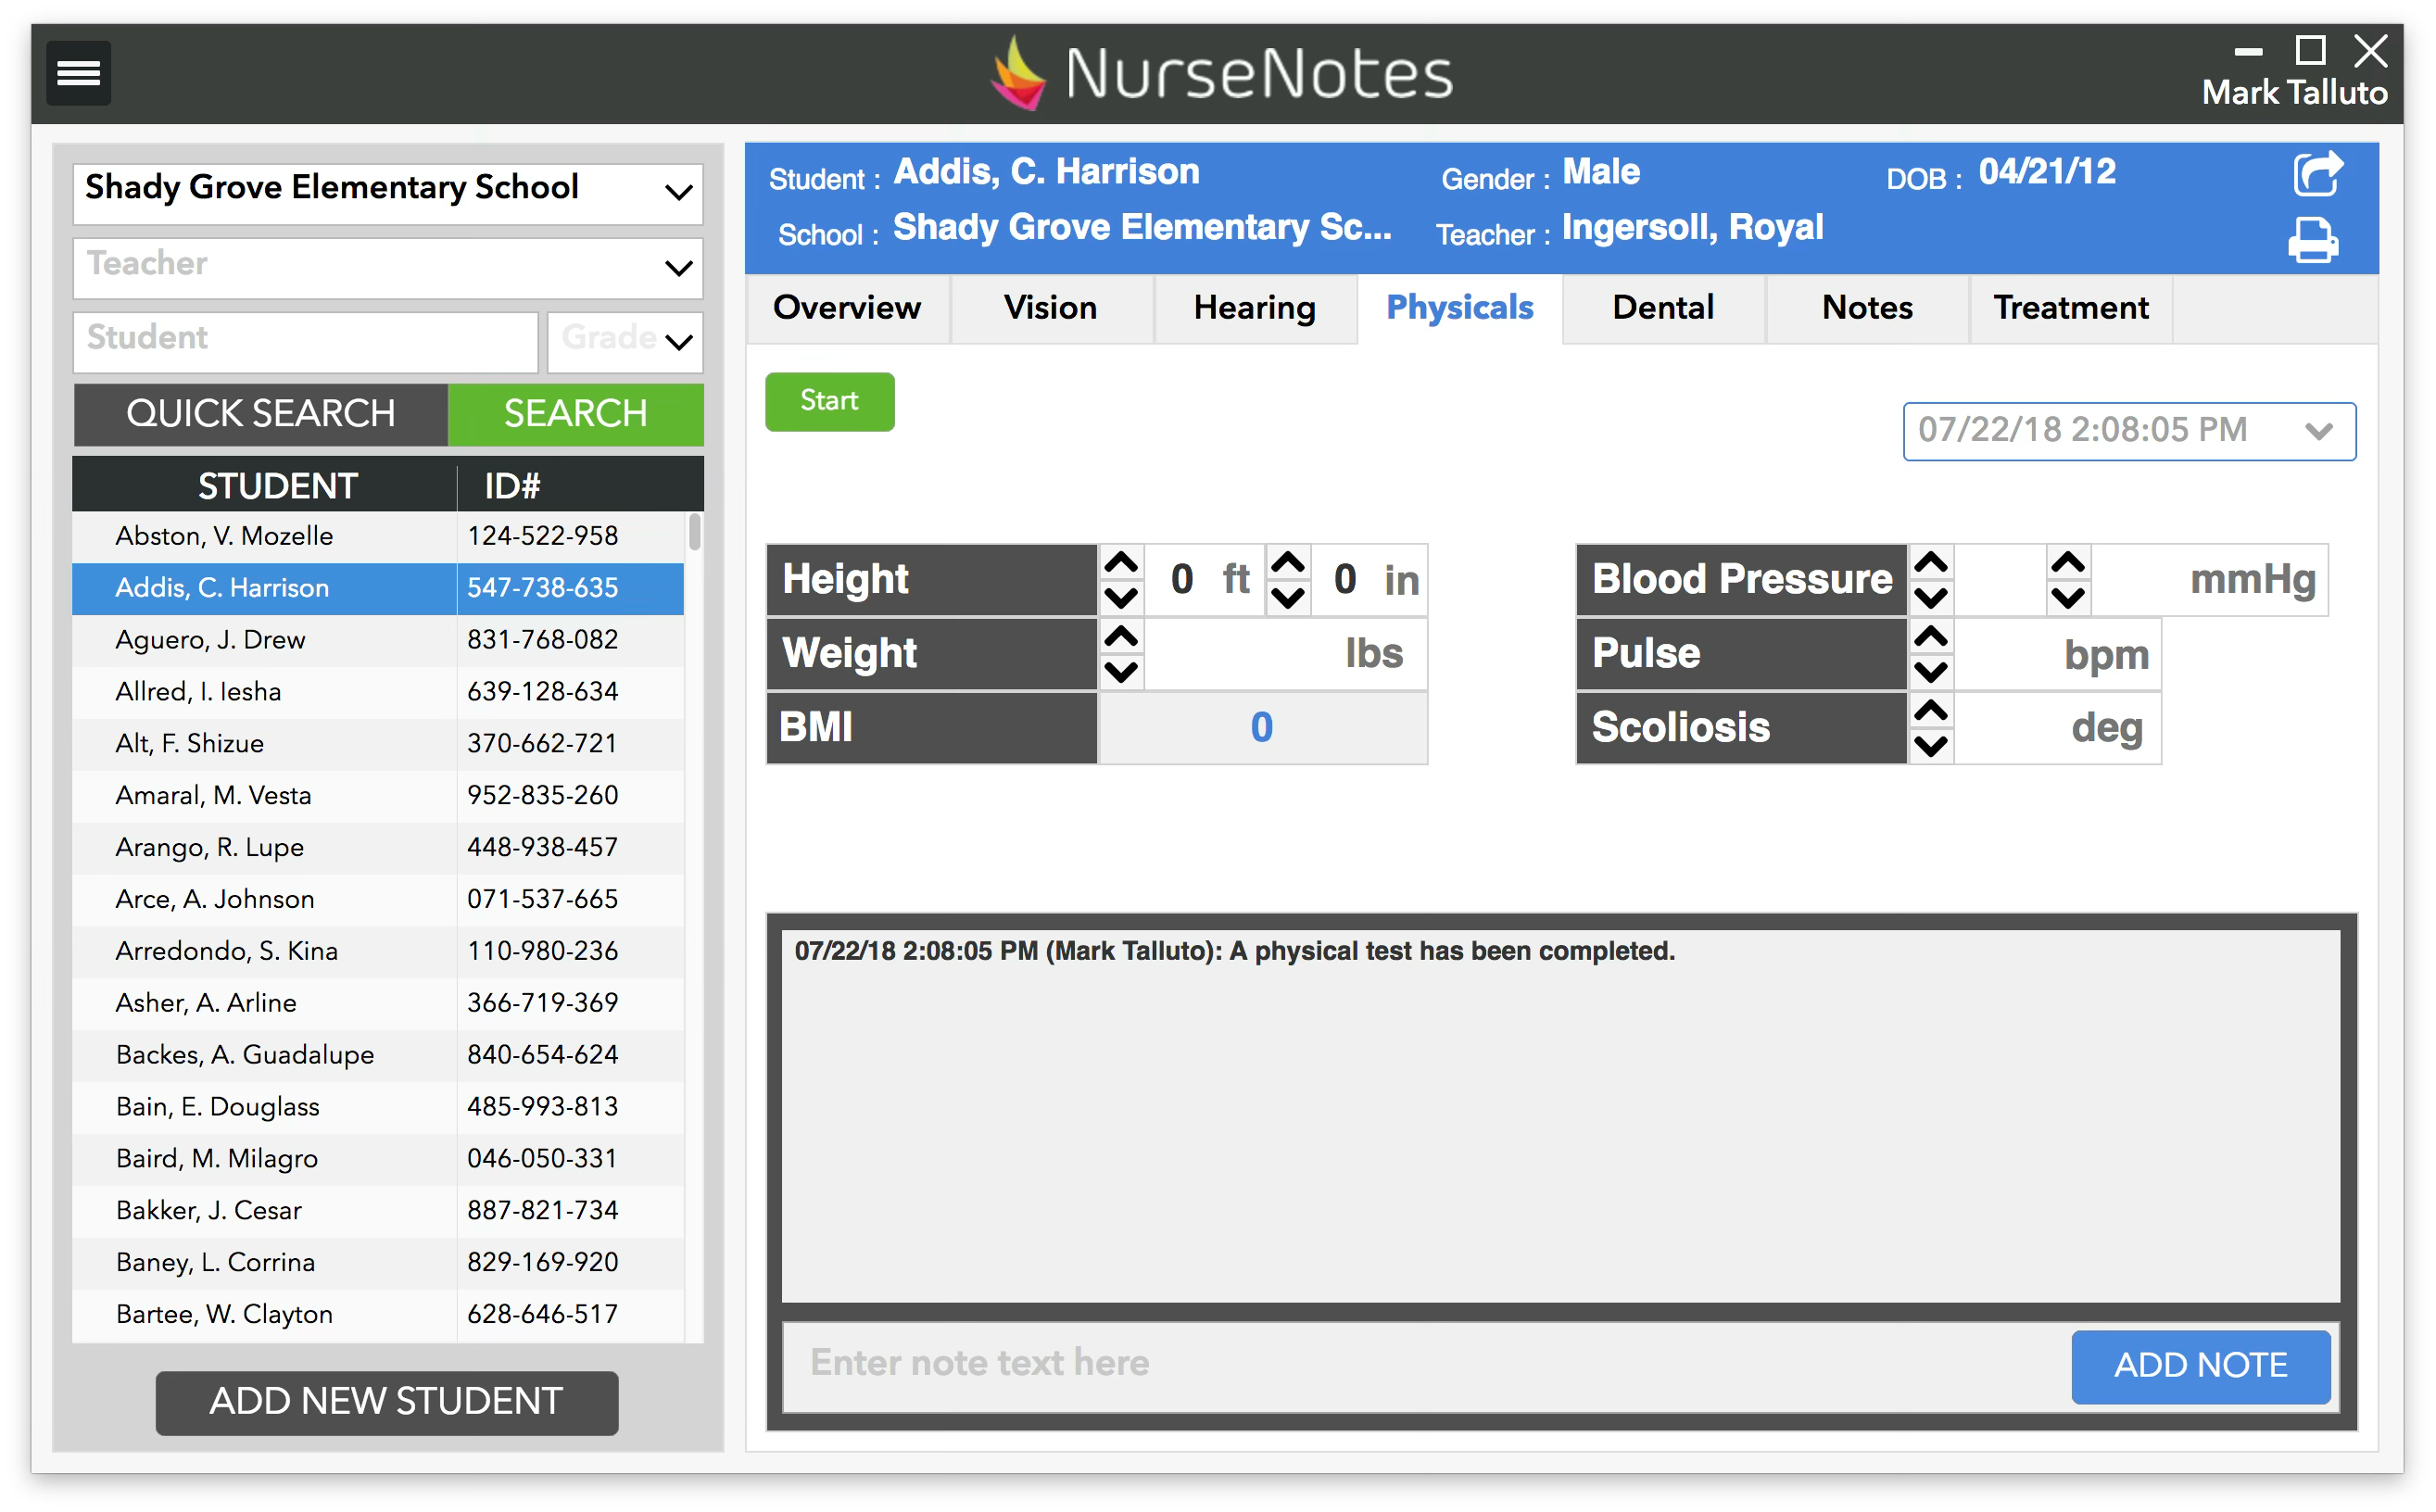 NurseNotes
Mark Talluto
Shady Grove Elementary School
Teacher
Student Grade
QUICK SEARCH SEARCH
STUDENT ID#
Abston, V. Mozelle 124-522-958
Addis, C. Harrison 547-738-635
Aguero, J. Drew 831-768-082
Allred, I. Iesha 639-128-634
Alt, F. Shizue 370-662-721
Amaral, M. Vesta 952-835-260
Arango, R. Lupe 448-938-457
Arce, A. Johnson 071-537-665
Arredondo, S. Kina 110-980-236
Asher, A. Arline 366-719-369
Backes, A. Guadalupe 840-654-624
Bain, E. Douglass 485-993-813
Baird, M. Milagro 046-050-331
Bakker, J. Cesar 887-821-734
Baney, L. Corrina 829-169-920
Bartee, W. Clayton 628-646-517
ADD NEW STUDENT
Student : Addis, C. Harrison Gender : Male DOB : 04/21/12
School : Shady Grove Elementary Sc... Teacher : Ingersoll, Royal
Overview Vision Hearing Physicals Dental Notes Treatment
Start
07/22/18 2:08:05 PM
Height 0 ft 0 in
Weight lbs
BMI 0
Blood Pressure mmHg
Pulse bpm
Scoliosis deg
07/22/18 2:08:05 PM (Mark Talluto): A physical test has been completed.
Enter note text here
ADD NOTE